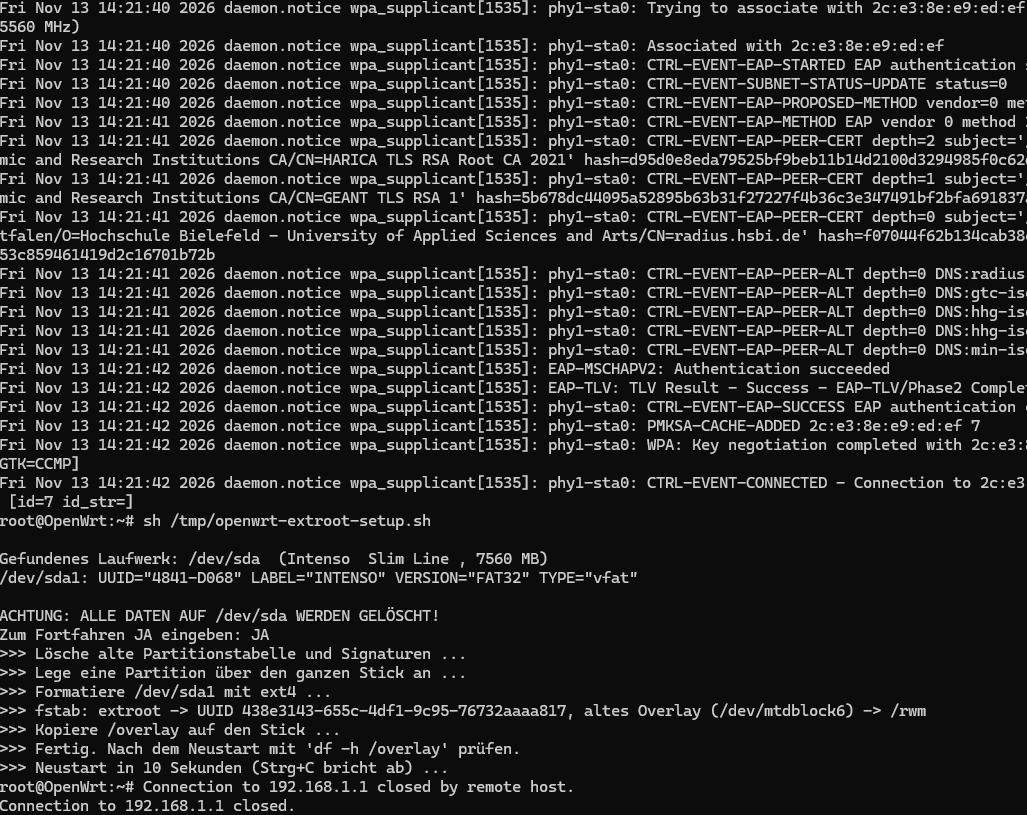 Fri Nov 13 14:21:40 2026 daemon.notice wpa_supplicant[1535]: phy1-sta0: Trying to associate with 2c:e3:8e:e9:ed:ef
5560 MHz)
Fri Nov 13 14:21:40 2026 daemon.notice wpa_supplicant[1535]: phy1-sta0: Associated with 2c:e3:8e:e9:ed:ef
Fri Nov 13 14:21:40 2026 daemon.notice wpa_supplicant[1535]: phy1-sta0: CTRL-EVENT-EAP-STARTED EAP authentication
Fri Nov 13 14:21:40 2026 daemon.notice wpa_supplicant[1535]: phy1-sta0: CTRL-EVENT-SUBNET-STATUS-UPDATE status=0
Fri Nov 13 14:21:40 2026 daemon.notice wpa_supplicant[1535]: phy1-sta0: CTRL-EVENT-EAP-PROPOSED-METHOD vendor=0 met
Fri Nov 13 14:21:41 2026 daemon.notice wpa_supplicant[1535]: phy1-sta0: CTRL-EVENT-EAP-METHOD EAP vendor 0 method
Fri Nov 13 14:21:41 2026 daemon.notice wpa_supplicant[1535]: phy1-sta0: CTRL-EVENT-EAP-PEER-CERT depth=2 subject='
mic and Research Institutions CA/CN=HARICA TLS RSA Root CA 2021' hash=d95d0e8eda79525bf9beb11b14d2100d3294985f0c62
Fri Nov 13 14:21:41 2026 daemon.notice wpa_supplicant[1535]: phy1-sta0: CTRL-EVENT-EAP-PEER-CERT depth=1 subject='
mic and Research Institutions CA/CN=GEANT TLS RSA 1' hash=5b678dc44095a52895b63b31f27227f4b36c3e347491bf2bfa691837
Fri Nov 13 14:21:41 2026 daemon.notice wpa_supplicant[1535]: phy1-sta0: CTRL-EVENT-EAP-PEER-CERT depth=0 subject='
tfalen/O=Hochschule Bielefeld - University of Applied Sciences and Arts/CN=radius.hsbi.de' hash=f07044f62b134cab38
53c859461419d2c16701b72b
Fri Nov 13 14:21:41 2026 daemon.notice wpa_supplicant[1535]: phy1-sta0: CTRL-EVENT-EAP-PEER-ALT depth=0 DNS:radius
Fri Nov 13 14:21:41 2026 daemon.notice wpa_supplicant[1535]: phy1-sta0: CTRL-EVENT-EAP-PEER-ALT depth=0 DNS:gtc-is
Fri Nov 13 14:21:41 2026 daemon.notice wpa_supplicant[1535]: phy1-sta0: CTRL-EVENT-EAP-PEER-ALT depth=0 DNS:hhg-is
Fri Nov 13 14:21:41 2026 daemon.notice wpa_supplicant[1535]: phy1-sta0: CTRL-EVENT-EAP-PEER-ALT depth=0 DNS:hhg-is
Fri Nov 13 14:21:41 2026 daemon.notice wpa_supplicant[1535]: phy1-sta0: CTRL-EVENT-EAP-PEER-ALT depth=0 DNS:min-is
Fri Nov 13 14:21:42 2026 daemon.notice wpa_supplicant[1535]: EAP-MSCHAPV2: Authentication succeeded
Fri Nov 13 14:21:42 2026 daemon.notice wpa_supplicant[1535]: EAP-TLV: TLV Result - Success - EAP-TLV/Phase2 Complet
Fri Nov 13 14:21:42 2026 daemon.notice wpa_supplicant[1535]: phy1-sta0: CTRL-EVENT-EAP-SUCCESS EAP authentication
Fri Nov 13 14:21:42 2026 daemon.notice wpa_supplicant[1535]: phy1-sta0: PMKSA-CACHE-ADDED 2c:e3:8e:e9:ed:ef 7
Fri Nov 13 14:21:42 2026 daemon.notice wpa_supplicant[1535]: phy1-sta0: WPA: Key negotiation completed with 2c:e3:
GTK=CCMP]
Fri Nov 13 14:21:42 2026 daemon.notice wpa_supplicant[1535]: phy1-sta0: CTRL-EVENT-CONNECTED - Connection to 2c:e3
 [id=7 id_str=]
root@OpenWrt:~# sh /tmp/openwrt-extroot-setup.sh
Gefundenes Laufwerk: /dev/sda  (Intenso  Slim Line , 7560 MB)
/dev/sda1: UUID="4841-D068" LABEL="INTENSO" VERSION="FAT32" TYPE="vfat"
ACHTUNG: ALLE DATEN AUF /dev/sda WERDEN GELÖSCHT!
Zum Fortfahren JA eingeben: JA
>>> Lösche alte Partitionstabelle und Signaturen ...
>>> Lege eine Partition über den ganzen Stick an ...
>>> Formatiere /dev/sda1 mit ext4 ...
>>> fstab: extroot -> UUID 438e3143-655c-4df1-9c95-76732aaaa817, altes Overlay (/dev/mtdblock6) -> /rwm
>>> Kopiere /overlay auf den Stick ...
>>> Fertig. Nach dem Neustart mit 'df -h /overlay' prüfen.
>>> Neustart in 10 Sekunden (Strg+C bricht ab) ...
root@OpenWrt:~# Connection to 192.168.1.1 closed by remote host.
Connection to 192.168.1.1 closed.